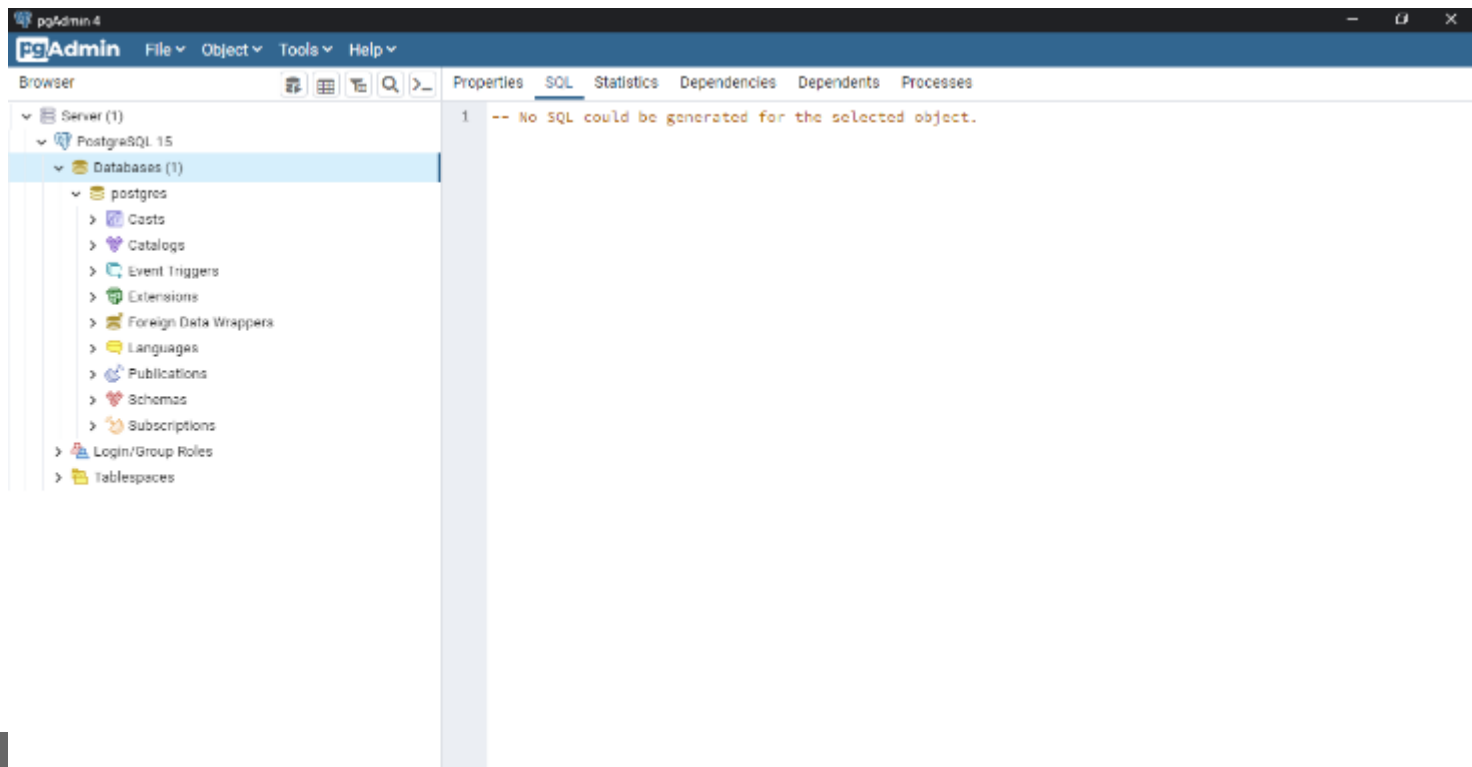 pgAdmin 4
pgAdmin File Object Tools Help
Browser
Properties SQL Statistics Dependencies Dependents Processes
Server (1)
PostgreSQL 15
Databases (1)
postgres
Casts
Catalogs
Event Triggers
Extensions
Foreign Data Wrappers
Languages
Publications
Schemas
Subscriptions
Login/Group Roles
Tablespaces
1 -- No SQL could be generated for the selected object.